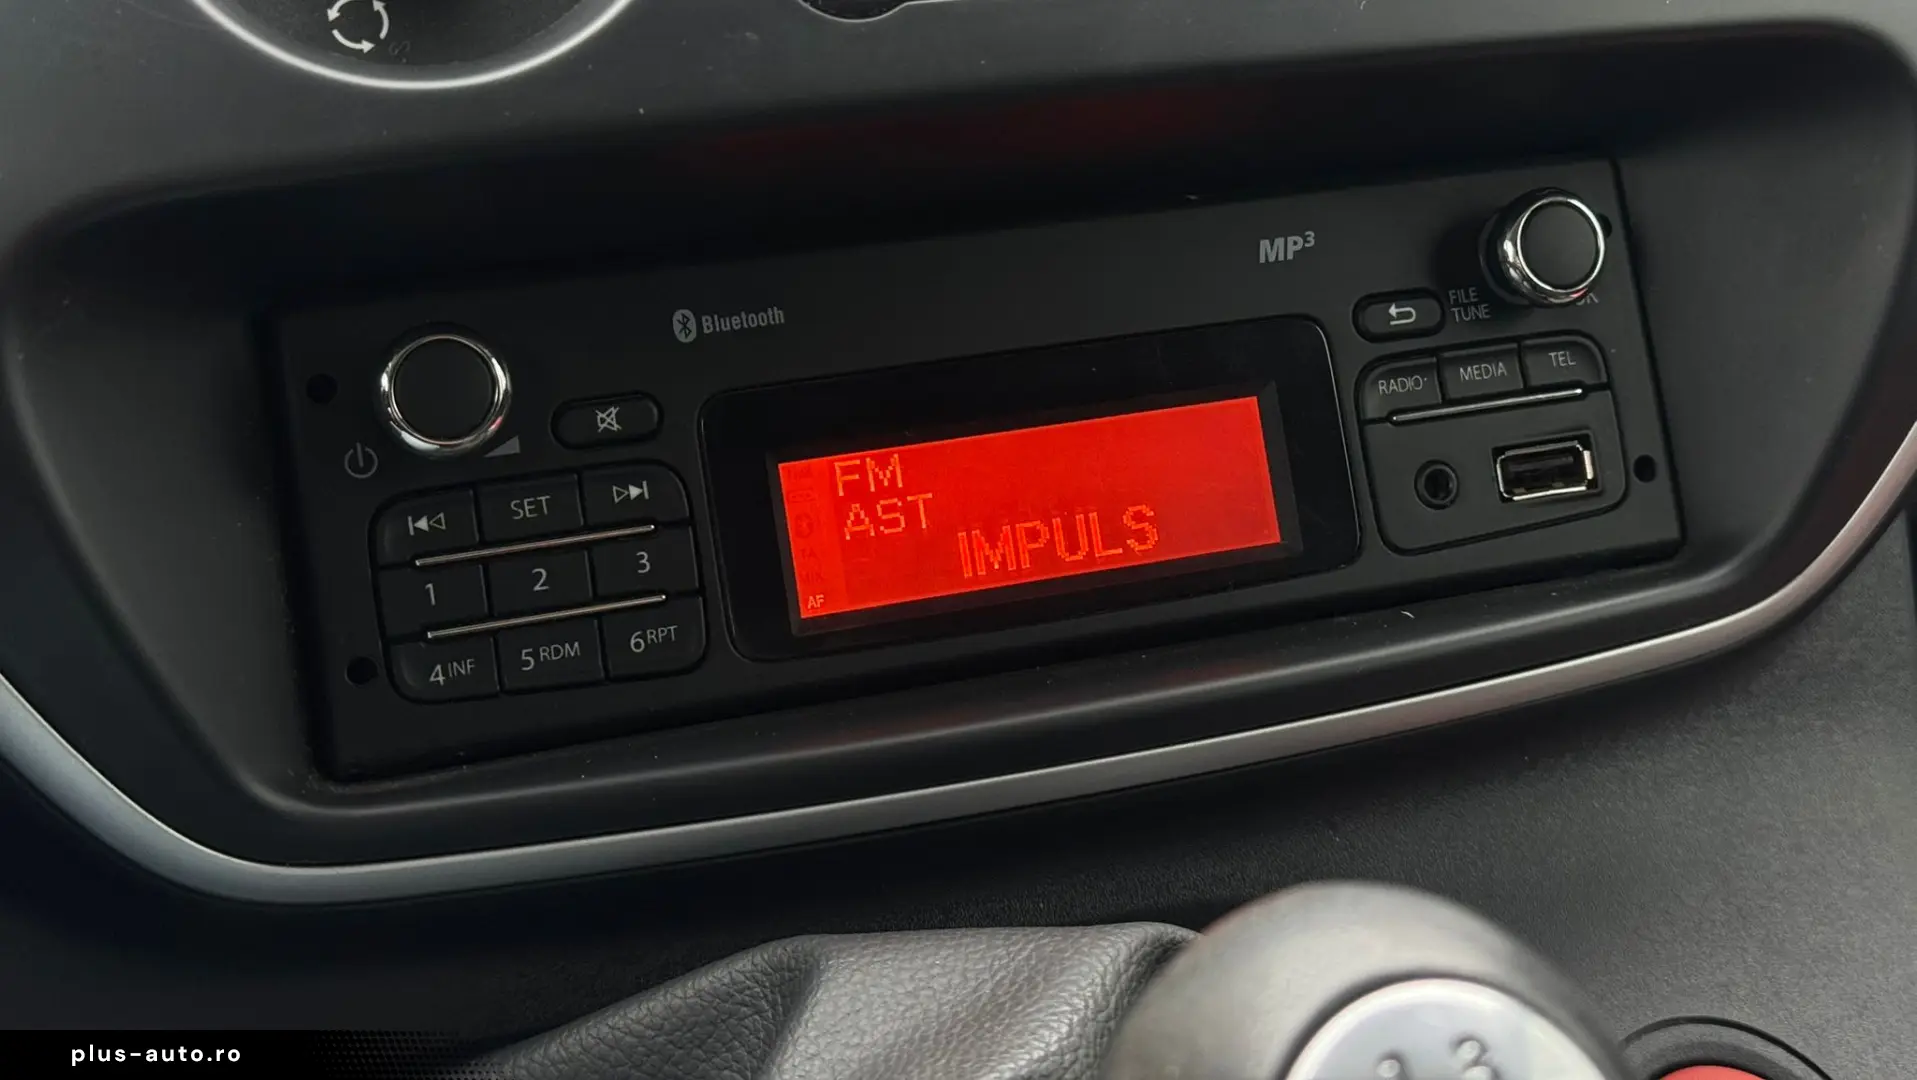 Bluetooth
MP3
FILE
TUNE
RADIO
MEDIA
TEL
SET
1
2
3
4 INF
5 RDM
6 RPT
FM
AST
IMPULS
AF
plus-auto.ro